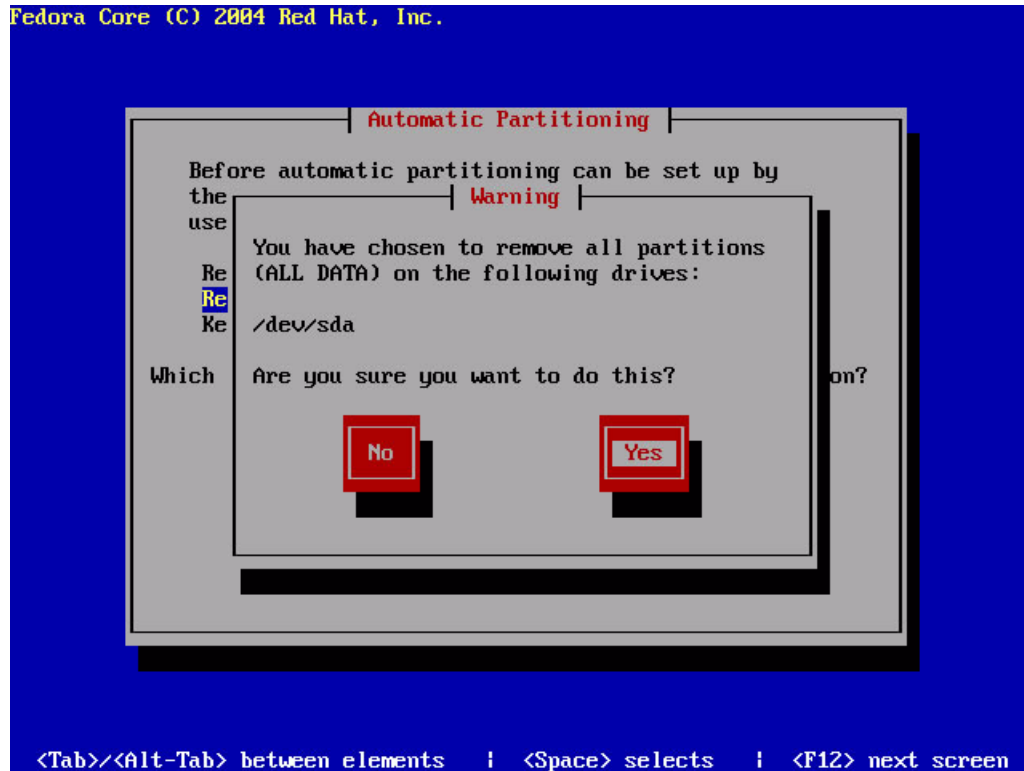 Fedora Core (C) 2004 Red Hat, Inc.
Automatic Partitioning
Before automatic partitioning can be set up by
the
use
Warning
You have chosen to remove all partitions
(ALL DATA) on the following drives:
Re
Re
Ke
/dev/sda
Which
Are you sure you want to do this?
on?
No
Yes
<Tab>/<Alt-Tab> between elements | <Space> selects | <F12> next screen